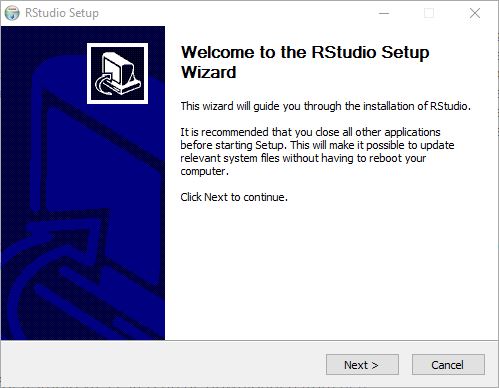 RStudio Setup
Welcome to the RStudio Setup
Wizard
This wizard will guide you through the installation of RStudio.
It is recommended that you close all other applications
before starting Setup. This will make it possible to update
relevant system files without having to reboot your
computer.
Click Next to continue.
Next >
Cancel